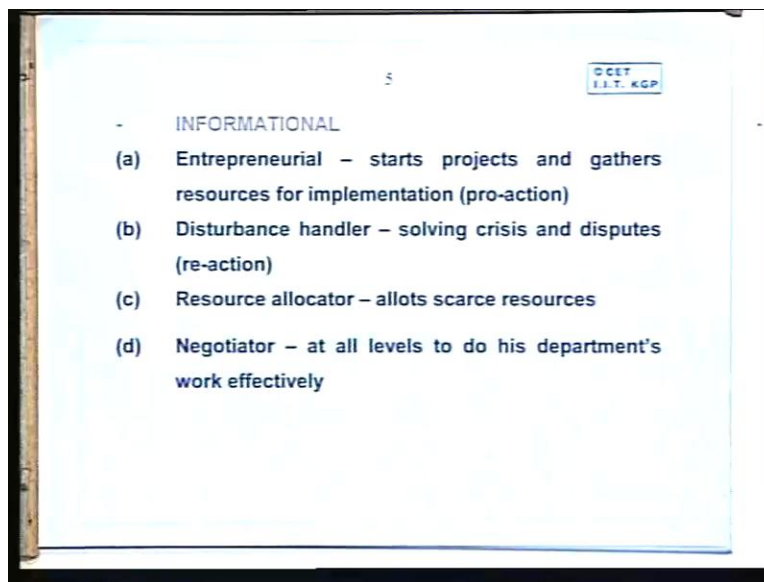 5
© CET
I.I.T. KGP
- INFORMATIONAL
(a) Entrepreneurial – starts projects and gathers
resources for implementation (pro-action)
(b) Disturbance handler – solving crisis and disputes
(re-action)
(c) Resource allocator – allots scarce resources
(d) Negotiator – at all levels to do his department's
work effectively